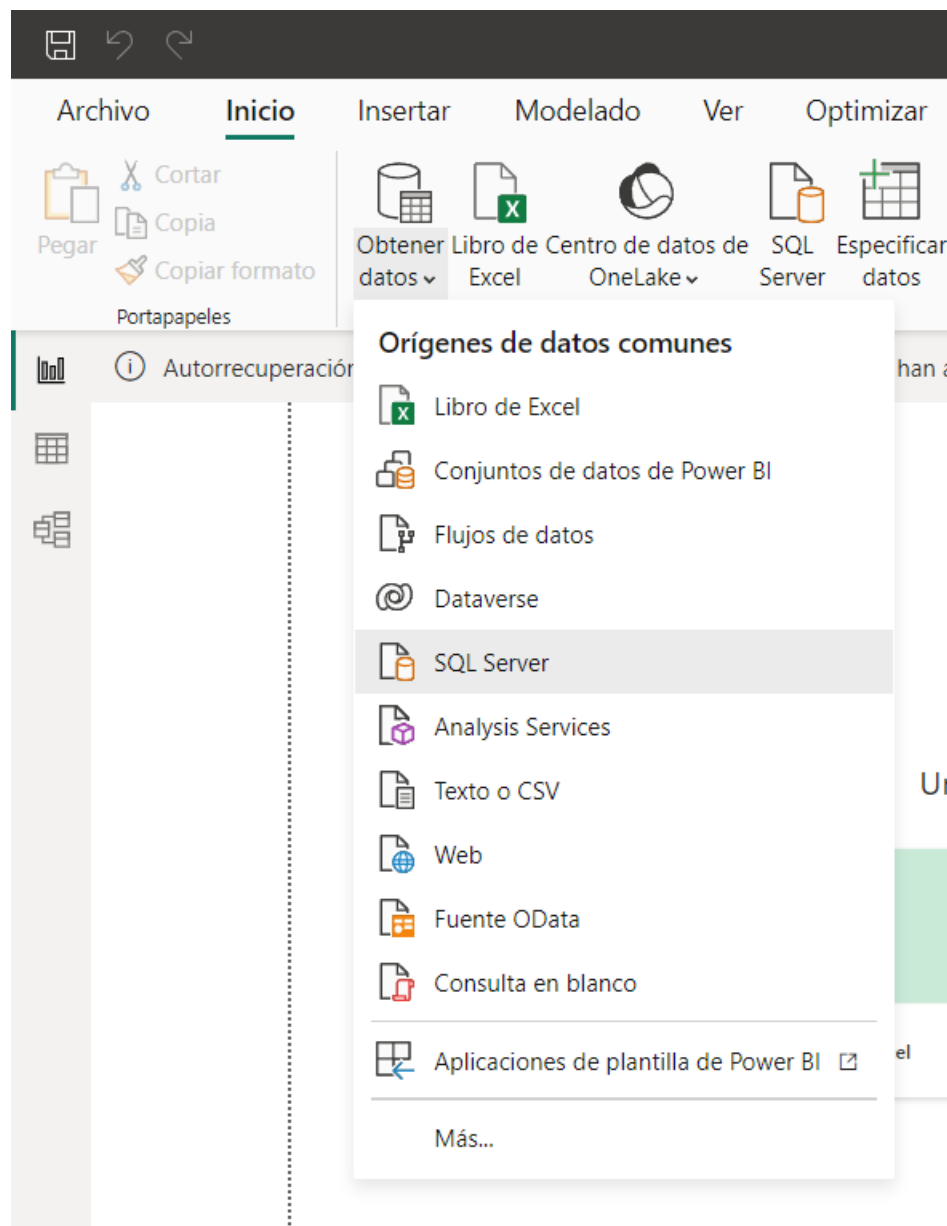 Archivo Inicio Insertar Modelado Ver Optimizar
Pegar
Cortar
Copia
Copiar formato
Portapapeles
Obtener datos
Libro de Excel
Centro de datos de OneLake
SQL Server
Especificar datos
Autorrecuperación
han
Orígenes de datos comunes
Libro de Excel
Conjuntos de datos de Power BI
Flujos de datos
Dataverse
SQL Server
Analysis Services
Texto o CSV
Web
Fuente OData
Consulta en blanco
Aplicaciones de plantilla de Power BI
el
Más...